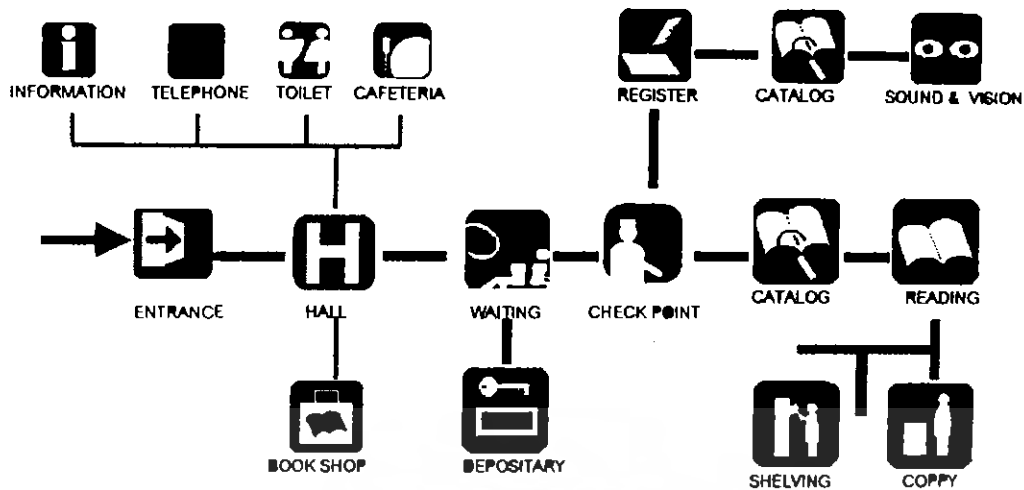 INFORMATION TELEPHONE TOILET CAFETERIA
REGISTER CATALOG SOUND & VISION
ENTRANCE HALL WAITING CHECK POINT CATALOG READING
BOOK SHOP DEPOSITARY SHELVING COPPY